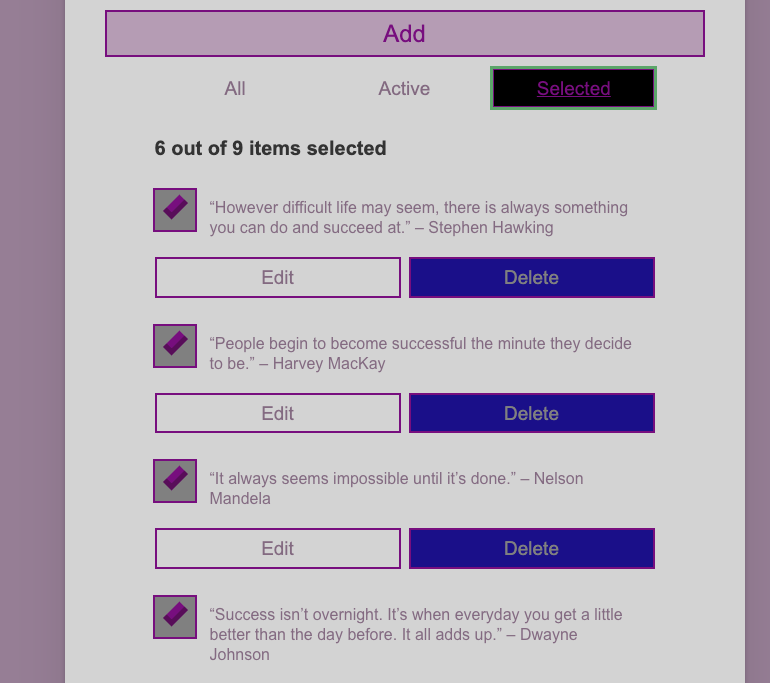 Add
All Active Selected
6 out of 9 items selected
“However difficult life may seem, there is always something
you can do and succeed at.” – Stephen Hawking
Edit Delete
“People begin to become successful the minute they decide
to be.” – Harvey MacKay
Edit Delete
“It always seems impossible until it’s done.” – Nelson
Mandela
Edit Delete
“Success isn’t overnight. It’s when everyday you get a little
better than the day before. It all adds up.” – Dwayne
Johnson